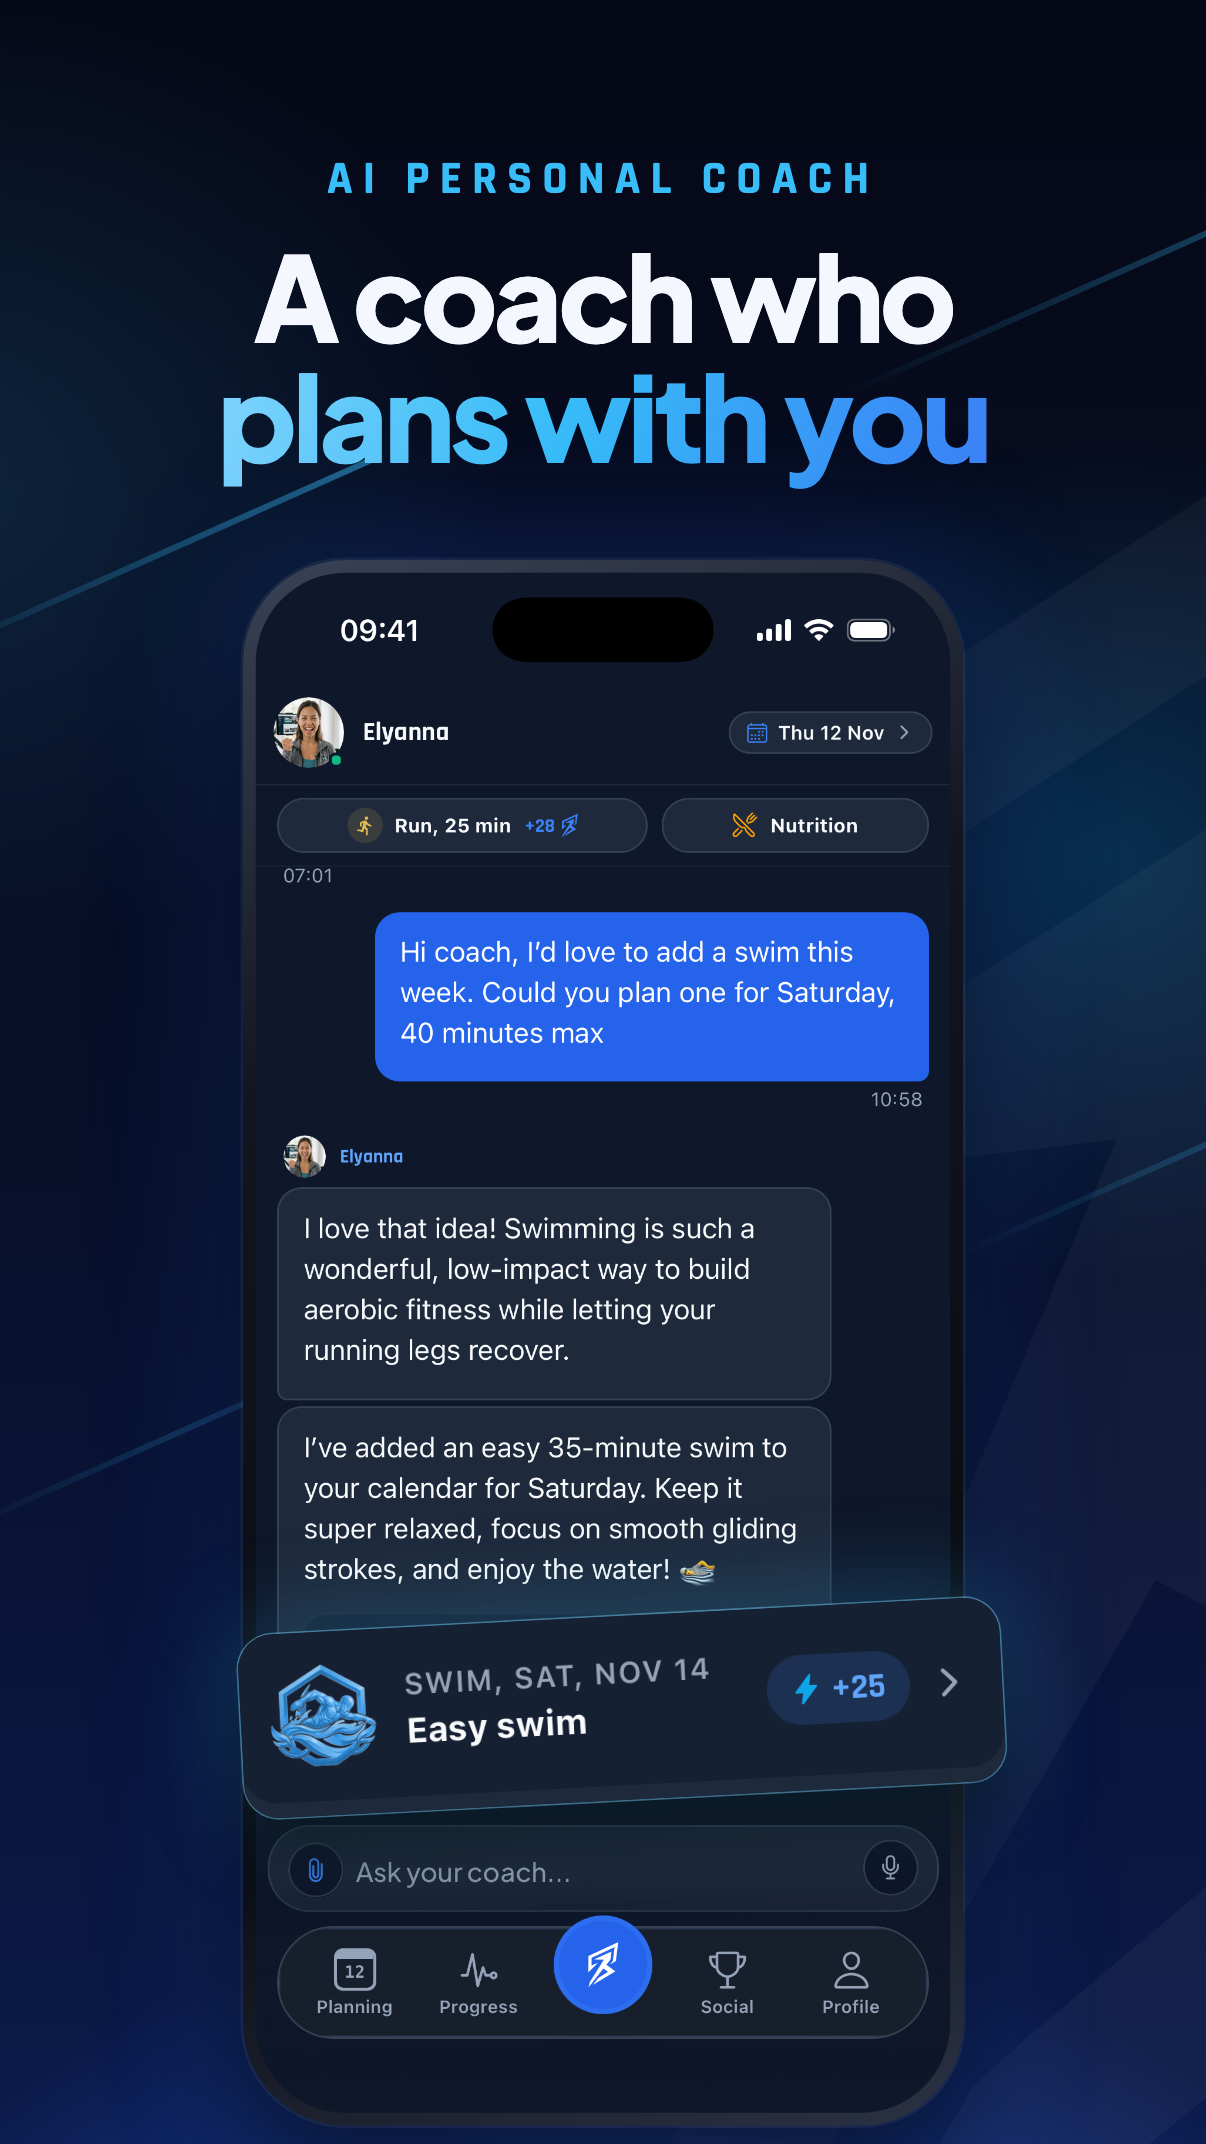 AI PERSONAL COACH
A coach who
plans with you
09:41
Elyanna
Thu 12 Nov
Run, 25 min +28
Nutrition
07:01
Hi coach, I’d love to add a swim this
week. Could you plan one for Saturday,
40 minutes max
10:58
Elyanna
I love that idea! Swimming is such a
wonderful, low-impact way to build
aerobic fitness while letting your
running legs recover.
I’ve added an easy 35-minute swim to
your calendar for Saturday. Keep it
super relaxed, focus on smooth gliding
strokes, and enjoy the water! 🏊
SWIM, SAT, NOV 14
Easy swim
+25
Ask your coach...
12
Planning
Progress
Social
Profile